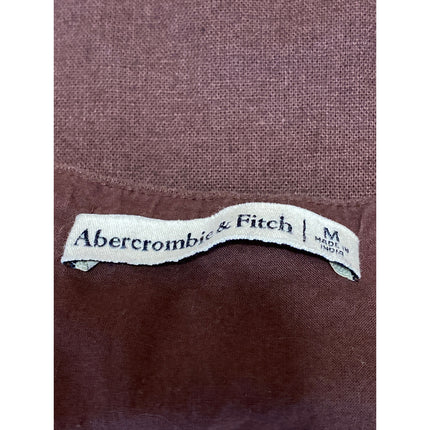 Abercrombie & Fitch | M
MADE IN
INDIA